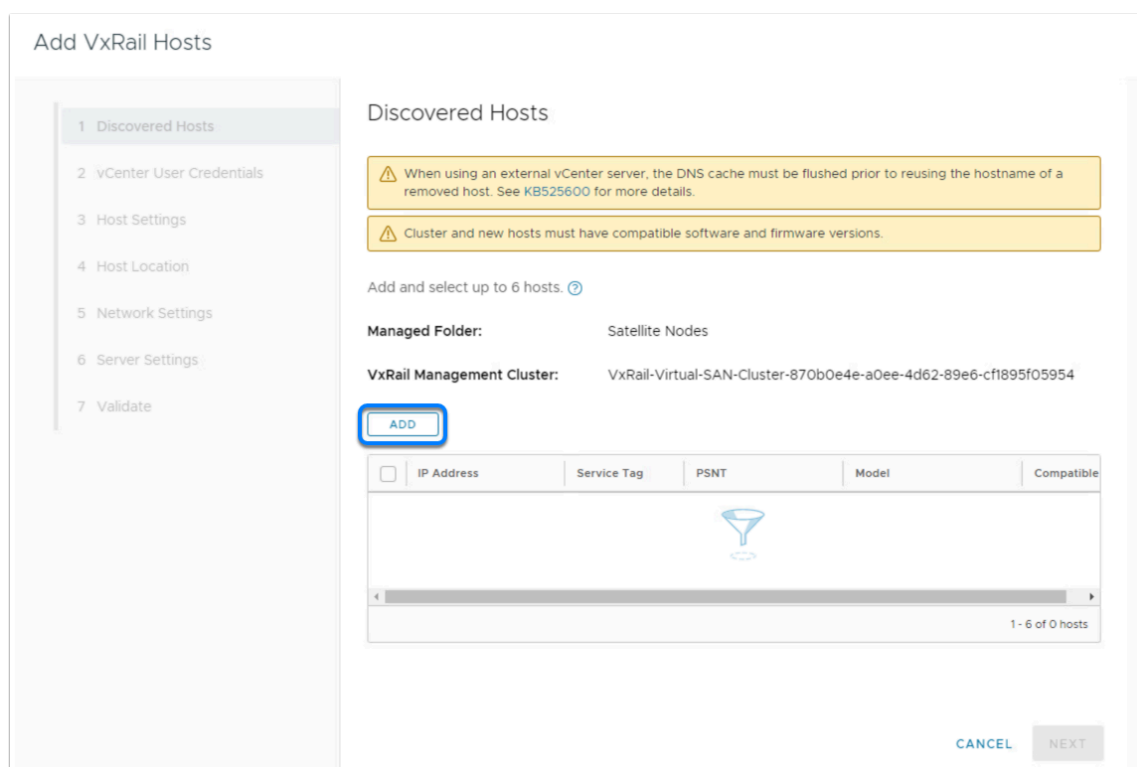 Add VxRail Hosts
1 Discovered Hosts
2 vCenter User Credentials
3 Host Settings
4 Host Location
5 Network Settings
6 Server Settings
7 Validate
Discovered Hosts
When using an external vCenter server, the DNS cache must be flushed prior to reusing the hostname of a
removed host. See KB525600 for more details.
Cluster and new hosts must have compatible software and firmware versions.
Add and select up to 6 hosts. ?
Managed Folder: Satellite Nodes
VxRail Management Cluster: VxRail-Virtual-SAN-Cluster-870b0e4e-a0ee-4d62-89e6-cf1895f05954
ADD
IP Address Service Tag PSNT Model Compatible
1 - 6 of 0 hosts
CANCEL NEXT